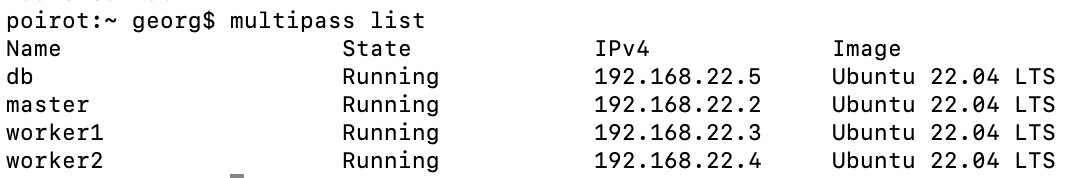 poirot:~ georg$ multipass list
Name State IPv4 Image
db Running 192.168.22.5 Ubuntu 22.04 LTS
master Running 192.168.22.2 Ubuntu 22.04 LTS
worker1 Running 192.168.22.3 Ubuntu 22.04 LTS
worker2 Running 192.168.22.4 Ubuntu 22.04 LTS